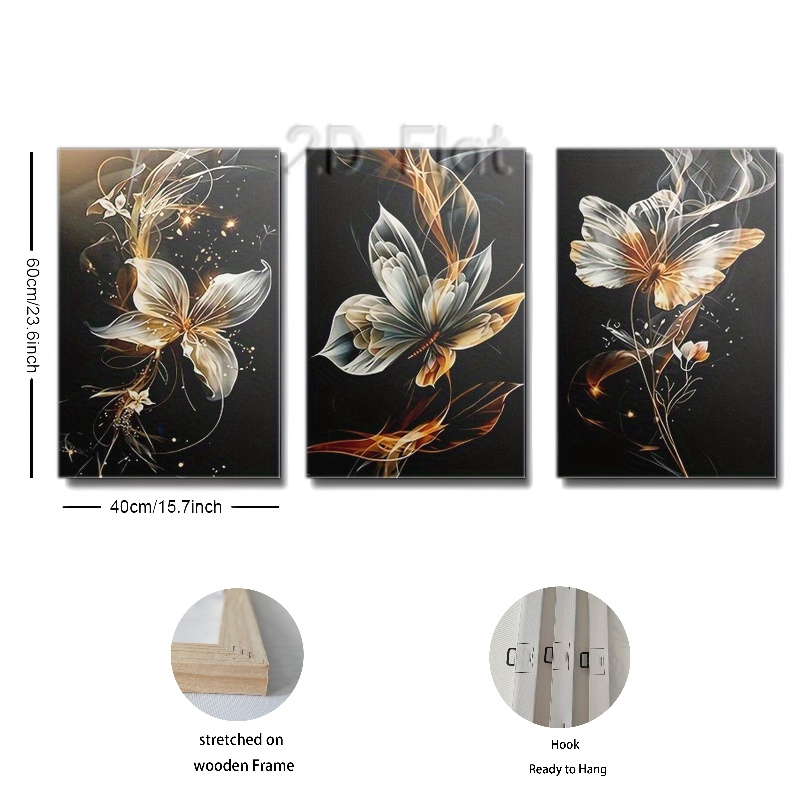 2D Flat
60cm/23.6inch
40cm/15.7inch
stretched on
wooden Frame
Hook
Ready to Hang